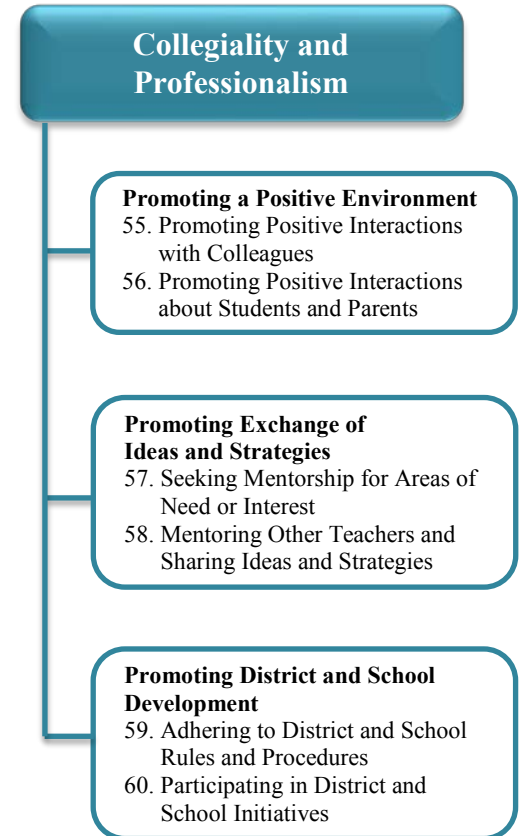 Collegiality and
Professionalism
Promoting a Positive Environment
55. Promoting Positive Interactions
with Colleagues
56. Promoting Positive Interactions
about Students and Parents
Promoting Exchange of
Ideas and Strategies
57. Seeking Mentorship for Areas of
Need or Interest
58. Mentoring Other Teachers and
Sharing Ideas and Strategies
Promoting District and School
Development
59. Adhering to District and School
Rules and Procedures
60. Participating in District and
School Initiatives